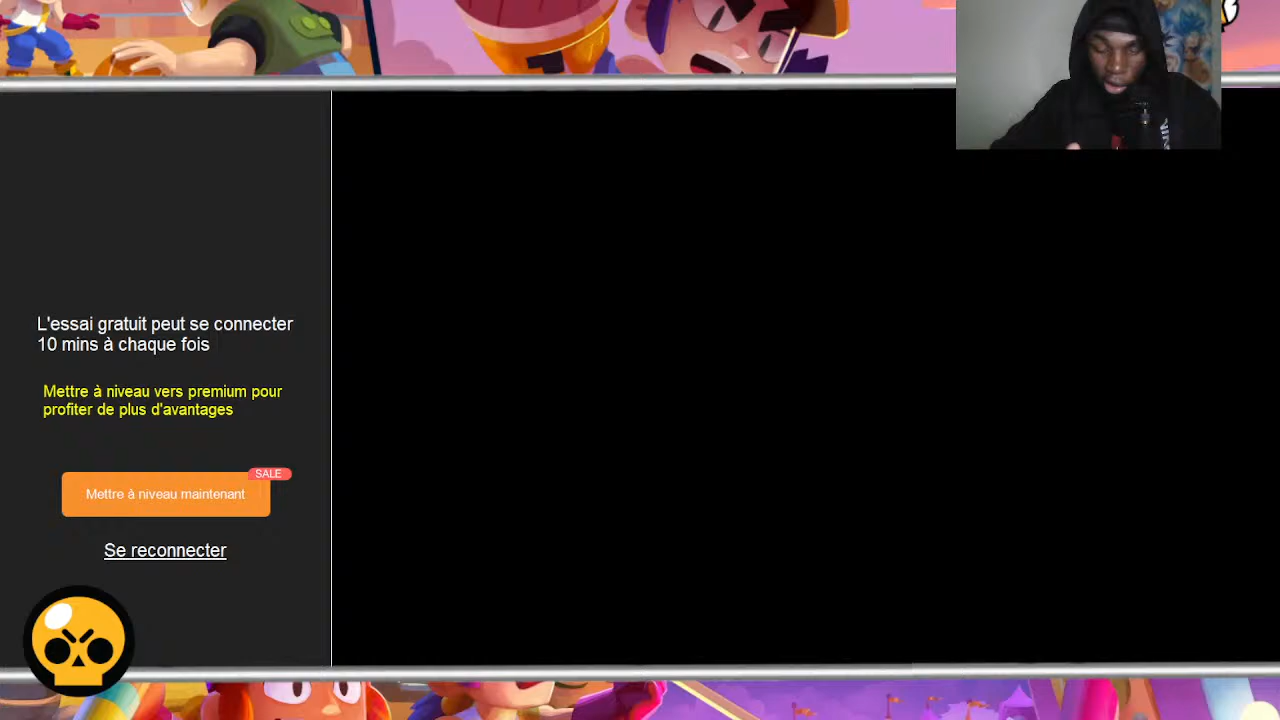 L'essai gratuit peut se connecter
10 mins à chaque fois
Mettre à niveau vers premium pour
profiter de plus d'avantages
SALE
Mettre à niveau maintenant
Se reconnecter